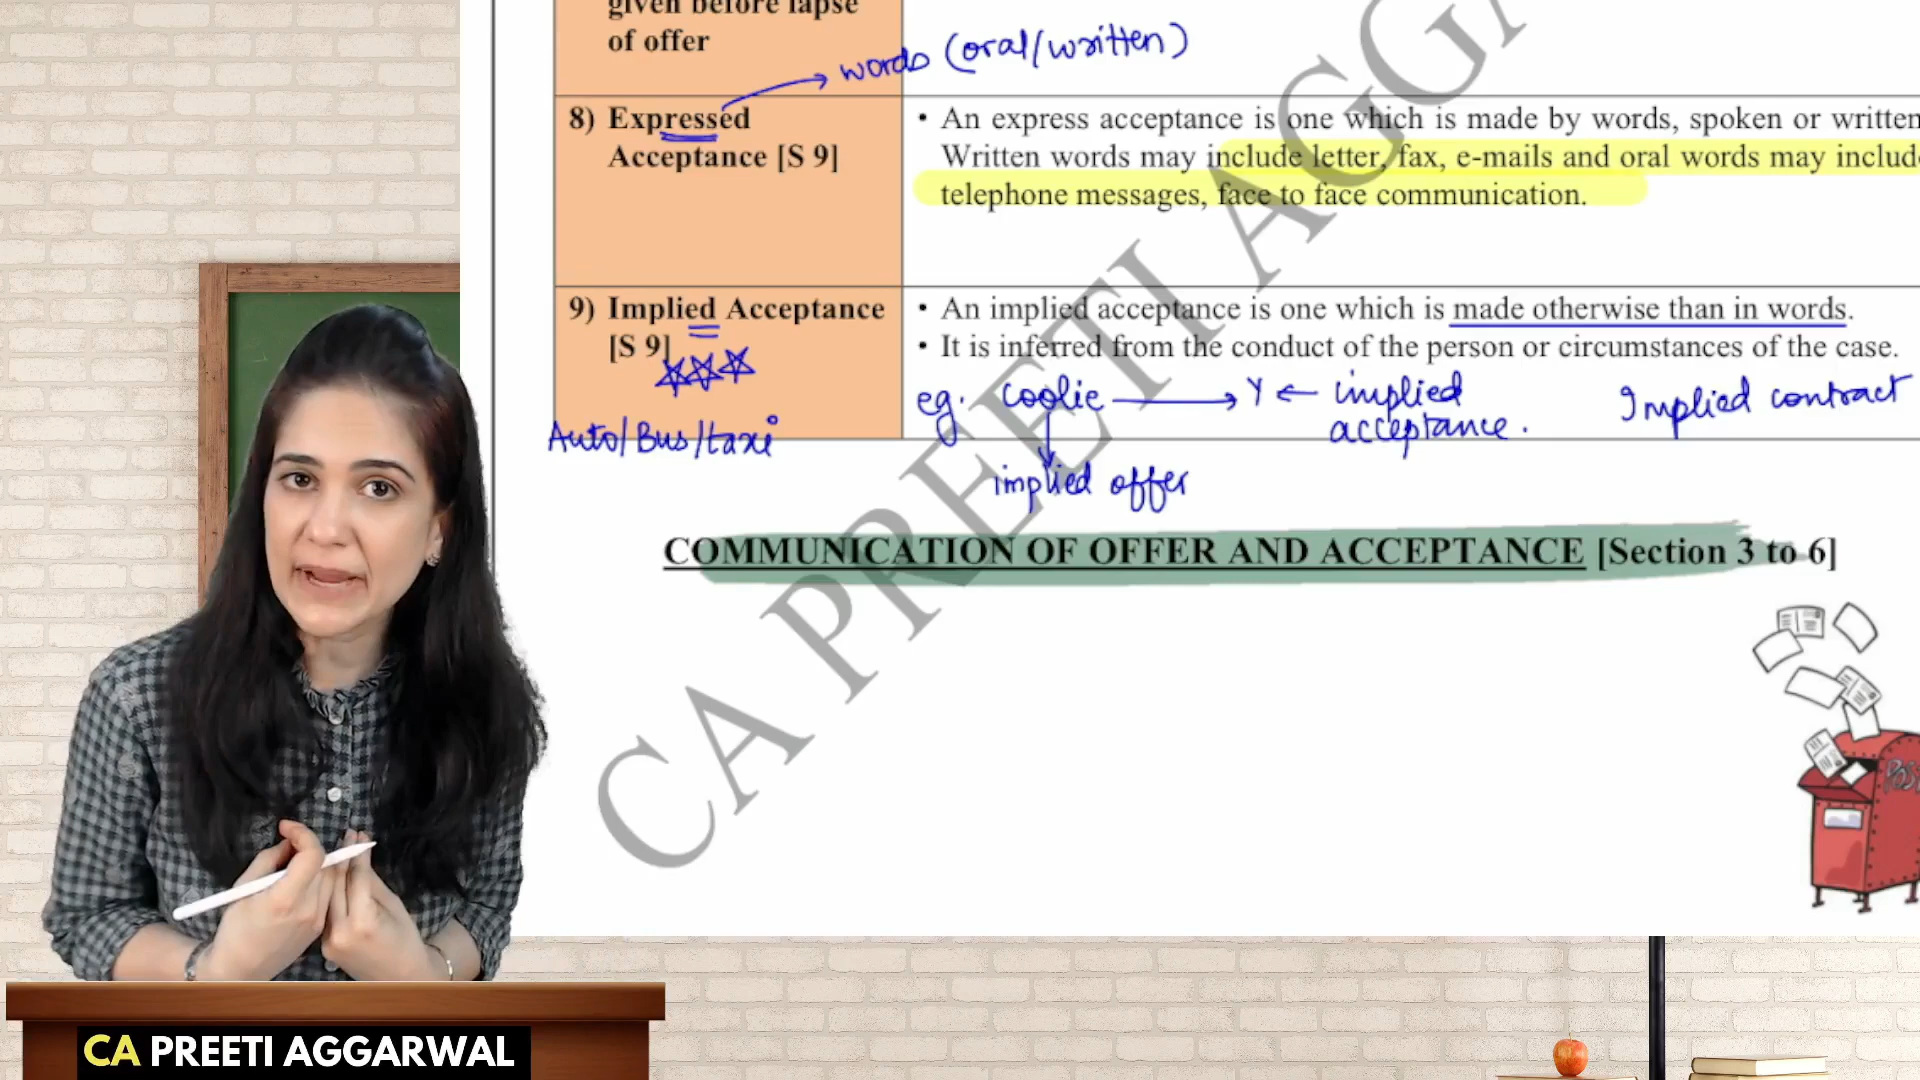 given before lapse
of offer
words (oral/written)
8) Expressed
Acceptance [S 9]
• An express acceptance is one which is made by words, spoken or written
Written words may include letter, fax, e-mails and oral words may include
telephone messages, face to face communication.
9) Implied Acceptance
[S 9]
• An implied acceptance is one which is made otherwise than in words.
• It is inferred from the conduct of the person or circumstances of the case.
Auto/Bus/taxi
eg. coolie → Y ← implied
acceptance.
Implied contract
implied offer
COMMUNICATION OF OFFER AND ACCEPTANCE [Section 3 to 6]
CA PREETI AGGA
POS
CA PREETI AGGARWAL